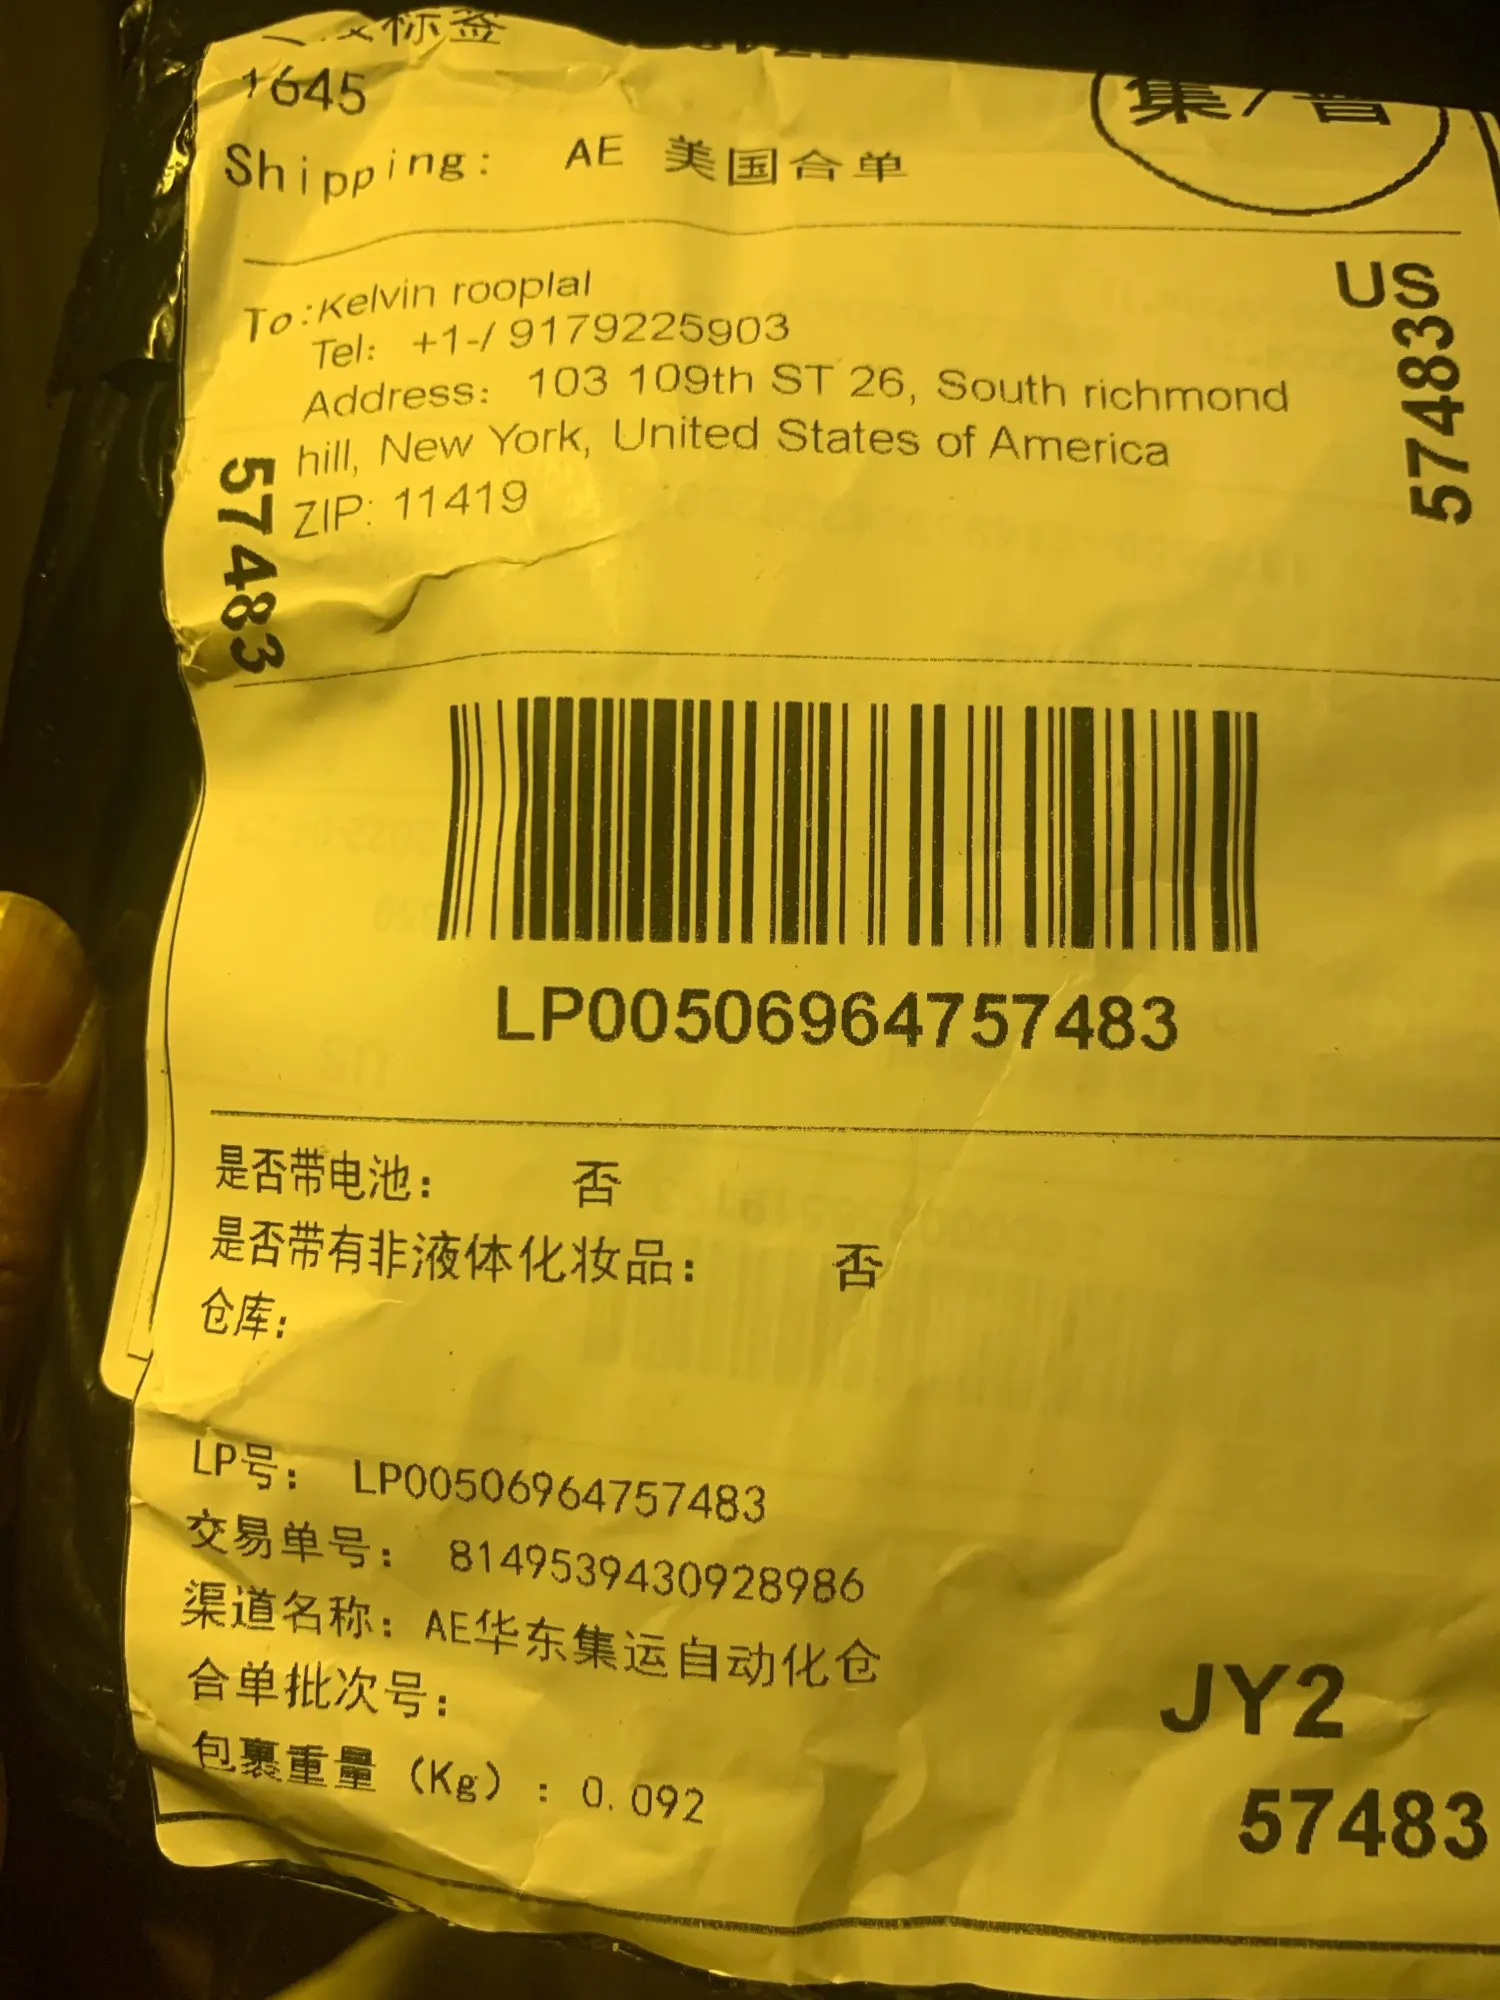 标签
1645
集/普
Shipping: AE 美国合单
US
To:Kelvin rooplal
Tel: +1-/ 9179225903
Address: 103 109th ST 26, South richmond
hill, New York, United States of America
ZIP: 11419
57483
57483
LP00506964757483
是否带电池: 否
是否带有非液体化妆品: 否
仓库:
LP号: LP00506964757483
交易单号: 8149539430928986
渠道名称: AE华东集运自动化仓
合单批次号:
包裹重量 (Kg) : 0.092
JY2
57483